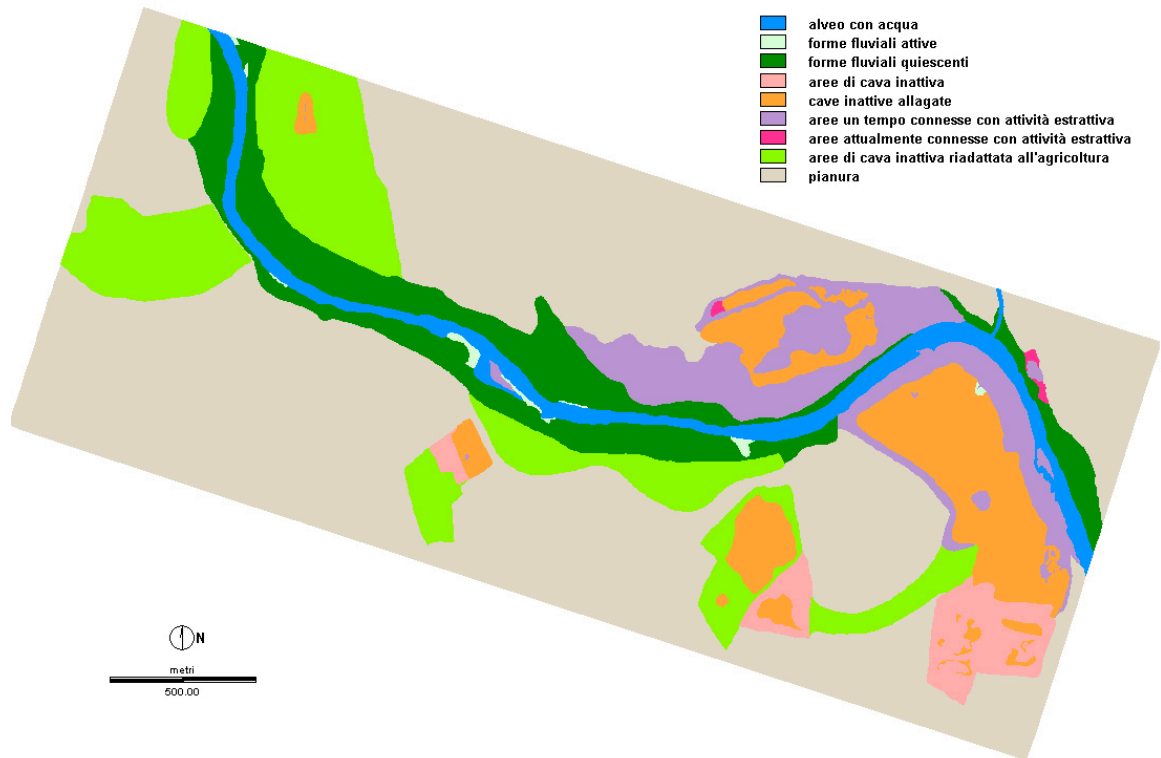 alveo con acqua
forme fluviali attive
forme fluviali quiescenti
aree di cava inattiva
cave inattive allagate
aree un tempo connesse con attività estrattiva
aree attualmente connesse con attività estrattiva
aree di cava inattiva riadattata all'agricoltura
pianura
N
metri
500.00